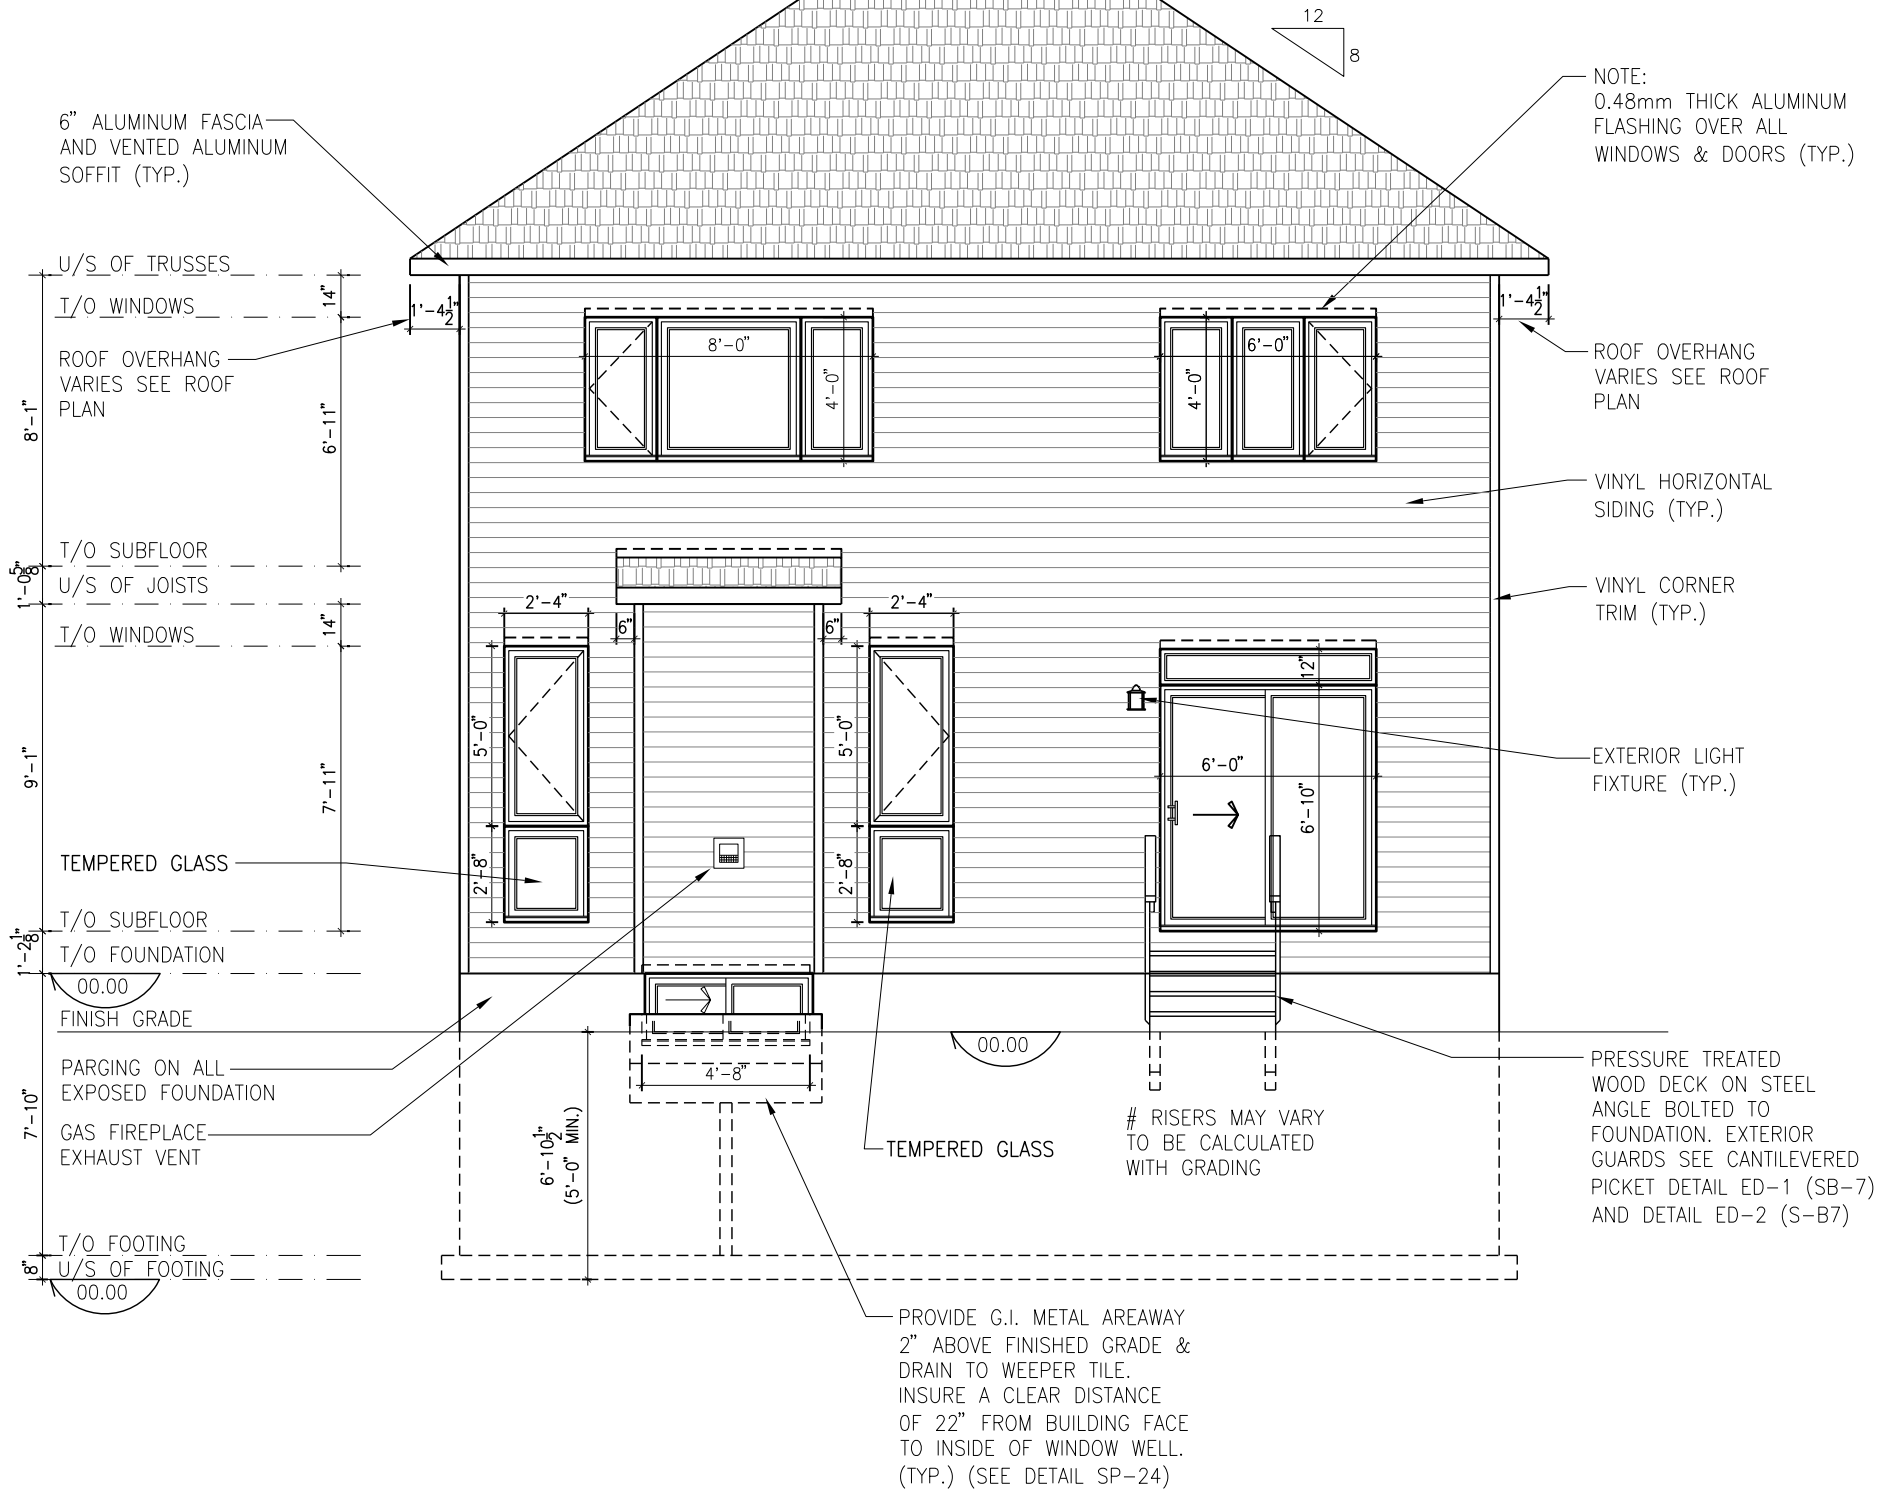 12
8
NOTE:
0.48mm THICK ALUMINUM
FLASHING OVER ALL
WINDOWS & DOORS (TYP.)
6" ALUMINUM FASCIA
AND VENTED ALUMINUM
SOFFIT (TYP.)
U/S OF TRUSSES
T/O WINDOWS
14"
1'-4 1/2"
1'-4 1/2"
ROOF OVERHANG
VARIES SEE ROOF
PLAN
8'-1"
6'-11"
8'-0"
4'-0"
6'-0"
4'-0"
ROOF OVERHANG
VARIES SEE ROOF
PLAN
VINYL HORIZONTAL
SIDING (TYP.)
T/O SUBFLOOR
1'-0 5/8"
U/S OF JOISTS
T/O WINDOWS
14"
2'-4"
6"
6"
2'-4"
VINYL CORNER
TRIM (TYP.)
12"
9'-1"
7'-11"
5'-0"
5'-0"
6'-0"
6'-10"
EXTERIOR LIGHT
FIXTURE (TYP.)
TEMPERED GLASS
2'-8"
2'-8"
T/O SUBFLOOR
1'-2 1/8"
T/O FOUNDATION
00.00
FINISH GRADE
00.00
PARGING ON ALL
EXPOSED FOUNDATION
GAS FIREPLACE
EXHAUST VENT
7'-10"
4'-8"
6'-10 1/2"
(5'-0" MIN.)
TEMPERED GLASS
# RISERS MAY VARY
TO BE CALCULATED
WITH GRADING
PRESSURE TREATED
WOOD DECK ON STEEL
ANGLE BOLTED TO
FOUNDATION. EXTERIOR
GUARDS SEE CANTILEVERED
PICKET DETAIL ED-1 (SB-7)
AND DETAIL ED-2 (S-B7)
T/O FOOTING
8"
U/S OF FOOTING
00.00
PROVIDE G.I. METAL AREAWAY
2" ABOVE FINISHED GRADE &
DRAIN TO WEEPER TILE.
INSURE A CLEAR DISTANCE
OF 22" FROM BUILDING FACE
TO INSIDE OF WINDOW WELL.
(TYP.) (SEE DETAIL SP-24)